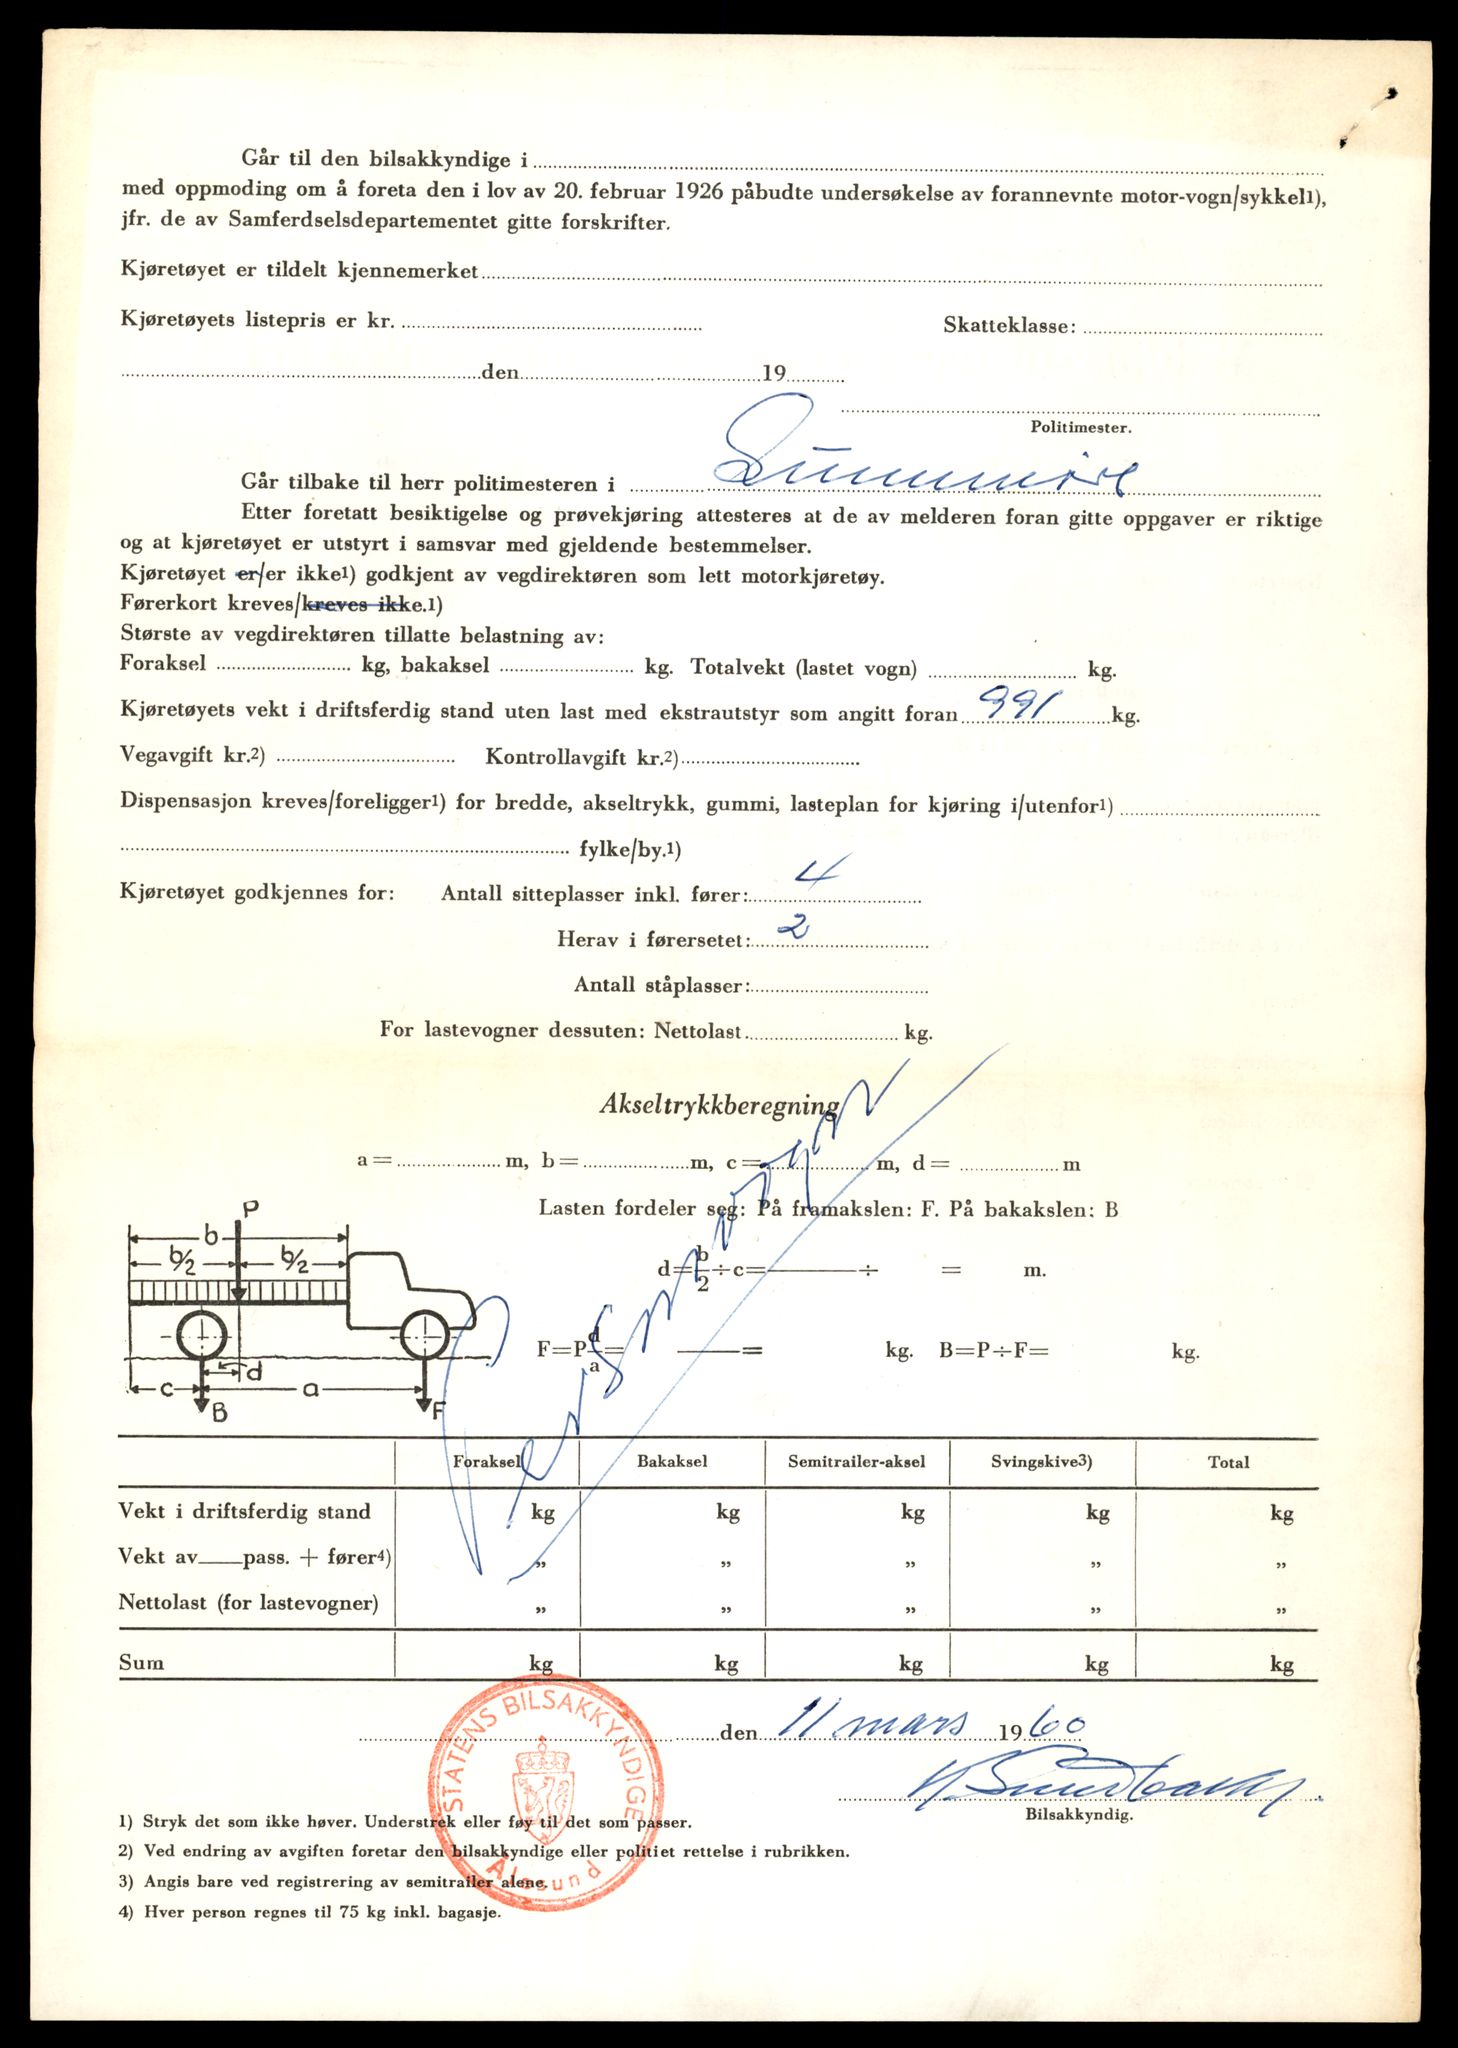 Går til den bilsakkyndige i
med oppmoding om å foreta den i lov av 20. februar 1926 påbudte undersøkelse av forannevnte motor-vogn/sykkel1),
jfr. de av Samferdselsdepartementet gitte forskrifter.
Kjøretøyet er tildelt kjennemerket
Kjøretøyets listepris er kr. Skatteklasse:
den 19
Politimester.
Går tilbake til herr politimesteren i Sunnmøre
Etter foretatt besiktigelse og prøvekjøring attesteres at de av melderen foran gitte oppgaver er riktige
og at kjøretøyet er utstyrt i samsvar med gjeldende bestemmelser.
Kjøretøyet er/er ikke1) godkjent av vegdirektøren som lett motorkjøretøy.
Førerkort kreves/kreves ikke.1)
Største av vegdirektøren tillatte belastning av:
Foraksel kg, bakaksel kg. Totalvekt (lastet vogn) kg.
Kjøretøyets vekt i driftsferdig stand uten last med ekstrautstyr som angitt foran 991 kg.
Vegavgift kr.2) Kontrollavgift kr.2)
Dispensasjon kreves/foreligger1) for bredde, akseltrykk, gummi, lasteplan for kjøring i/utenfor1)
fylke/by.1)
Kjøretøyet godkjennes for: Antall sitteplasser inkl. fører: 4
Herav i førersetet: 2
Antall ståplasser:
For lastevogner dessuten: Nettolast kg.
Akseltrykkberegning
a= m, b= m, c= m, d= m
Lasten fordeler seg: På framakslen: F. På bakakslen: B
d=b/2÷c= ÷ = m.
F=P d/a= = kg. B=P÷F= kg.
P
b
b/2 b/2
c B d a F
Personvogn
Foraksel Bakaksel Semitrailer-aksel Svingskive3) Total
Vekt i driftsferdig stand kg kg kg kg kg
Vekt av pass. + fører4) „ „ „ „ „
Nettolast (for lastevogner) „ „ „ „ „
Sum kg kg kg kg kg
den 11 mars 1960
Bilsakkyndig.
STATENS BILSAKKYNDIGE
Ålesund
1) Stryk det som ikke høver. Understrek eller føy til det som passer.
2) Ved endring av avgiften foretar den bilsakkyndige eller politiet rettelse i rubrikken.
3) Angis bare ved registrering av semitrailer alene.
4) Hver person regnes til 75 kg inkl. bagasje.